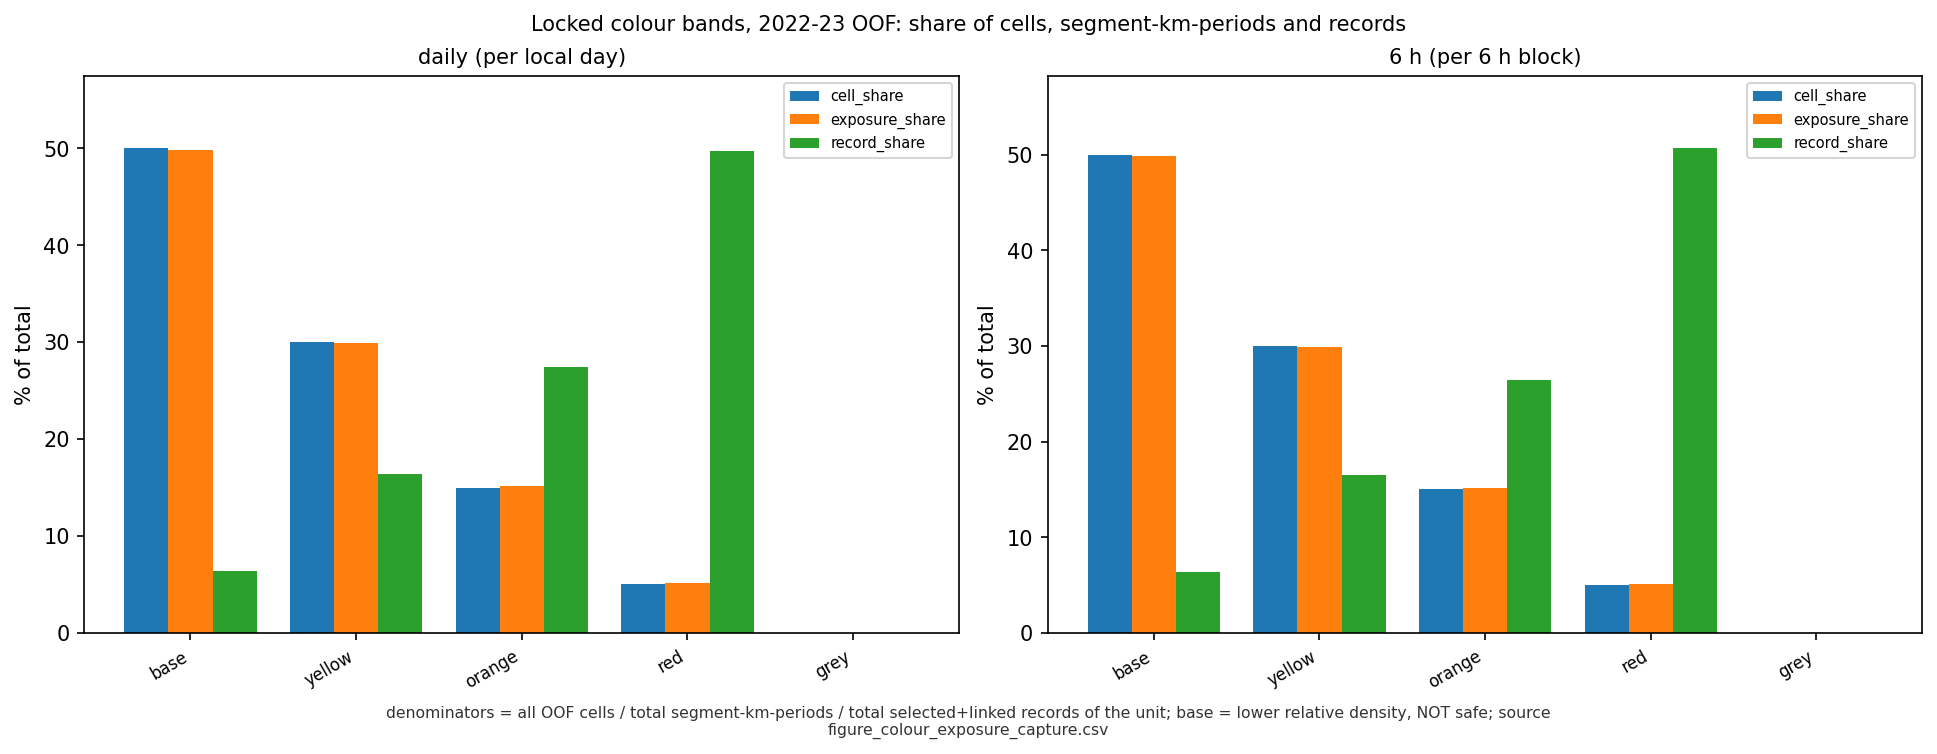 Locked colour bands, 2022-23 OOF: share of cells, segment-km-periods and records
daily (per local day)
cell_share
exposure_share
record_share
% of total
50
40
30
20
10
0
base
yellow
orange
red
grey
6 h (per 6 h block)
cell_share
exposure_share
record_share
% of total
50
40
30
20
10
0
base
yellow
orange
red
grey
denominators = all OOF cells / total segment-km-periods / total selected+linked records of the unit; base = lower relative density, NOT safe; source
figure_colour_exposure_capture.csv